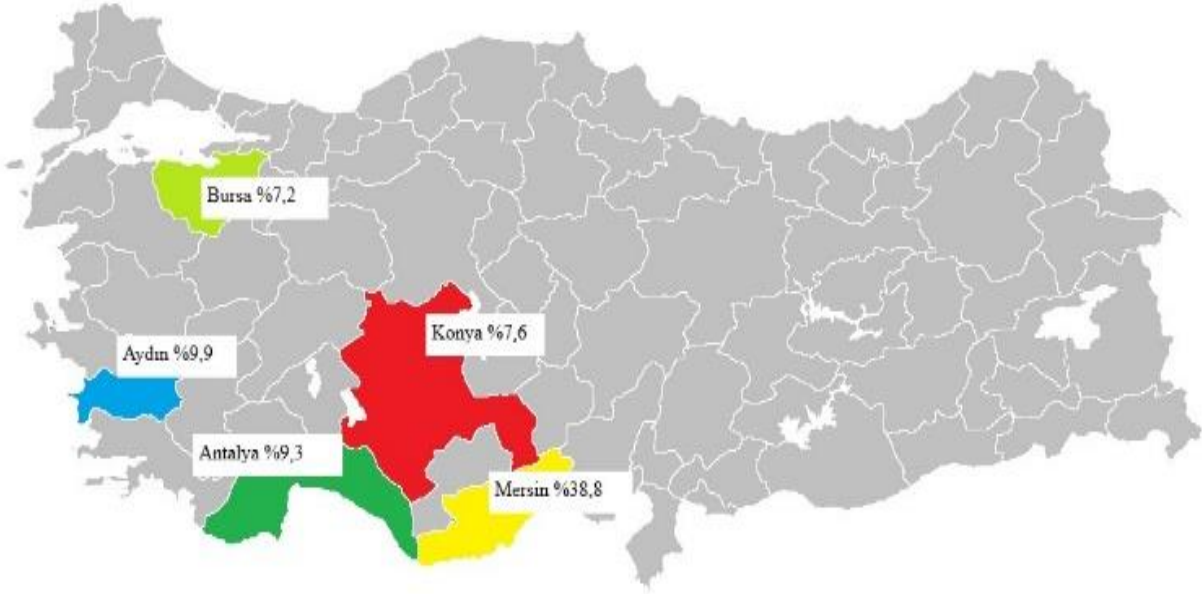 Bursa %7,2
Konya %7,6
Aydın %9,9
Antalya %9,3
Mersin %38,8